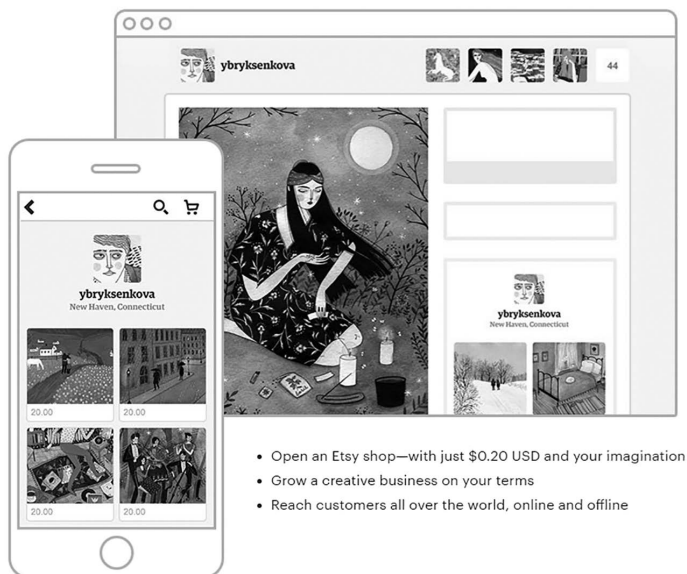 ybryksenkova
44
ybryksenkova
New Haven, Connecticut
20.00
20.00
20.00
20.00
ybryksenkova
New Haven, Connecticut
• Open an Etsy shop—with just $0.20 USD and your imagination
• Grow a creative business on your terms
• Reach customers all over the world, online and offline